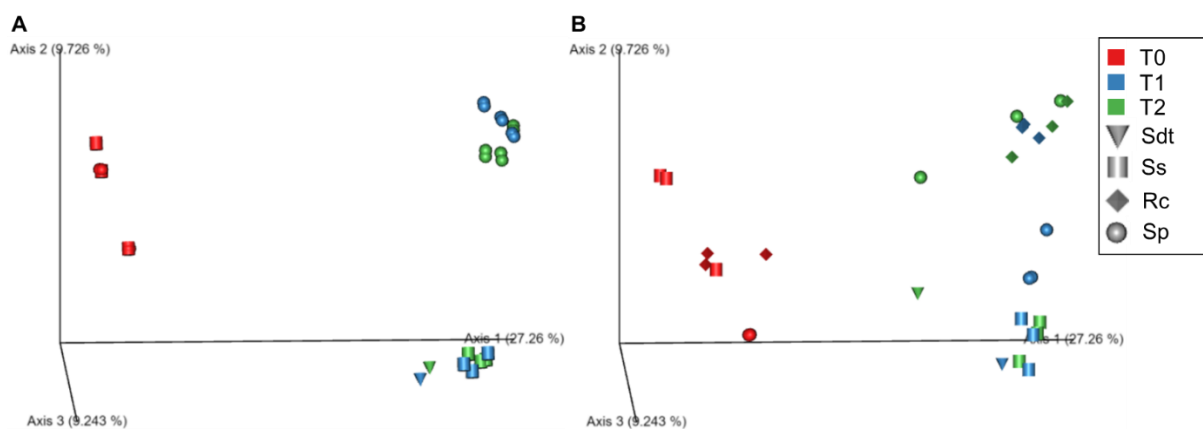 A
Axis 2 (9.726 %)
Axis 1 (27.26 %)
Axis 3 (9.243 %)
B
Axis 2 (9.726 %)
Axis 1 (27.26 %)
Axis 3 (9.243 %)
T0
T1
T2
Sdt
Ss
Rc
Sp